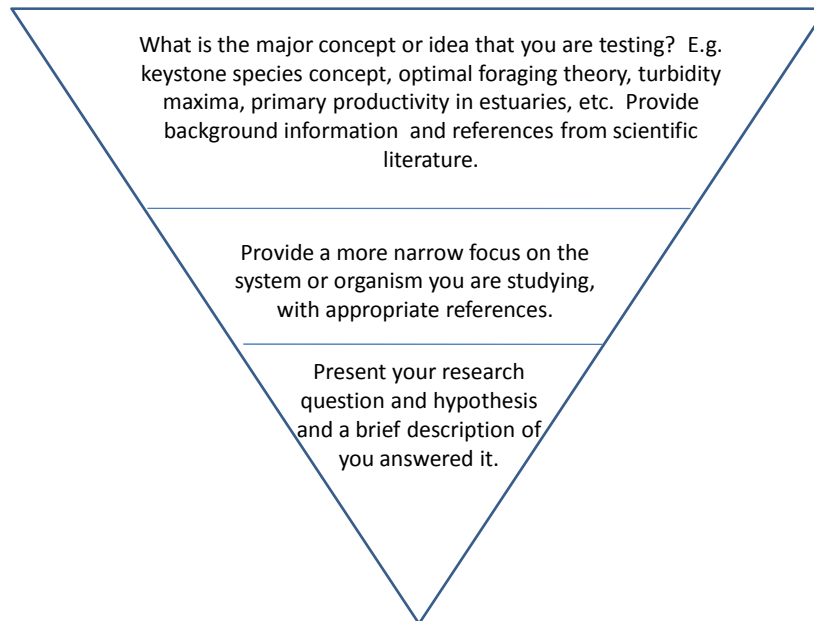 What is the major concept or idea that you are testing?  E.g.
keystone species concept, optimal foraging theory, turbidity
maxima, primary productivity in estuaries, etc.  Provide
background information  and references from scientific
literature.
Provide a more narrow focus on the
system or organism you are studying,
with appropriate references.
Present your research
question and hypothesis
and a brief description of
you answered it.